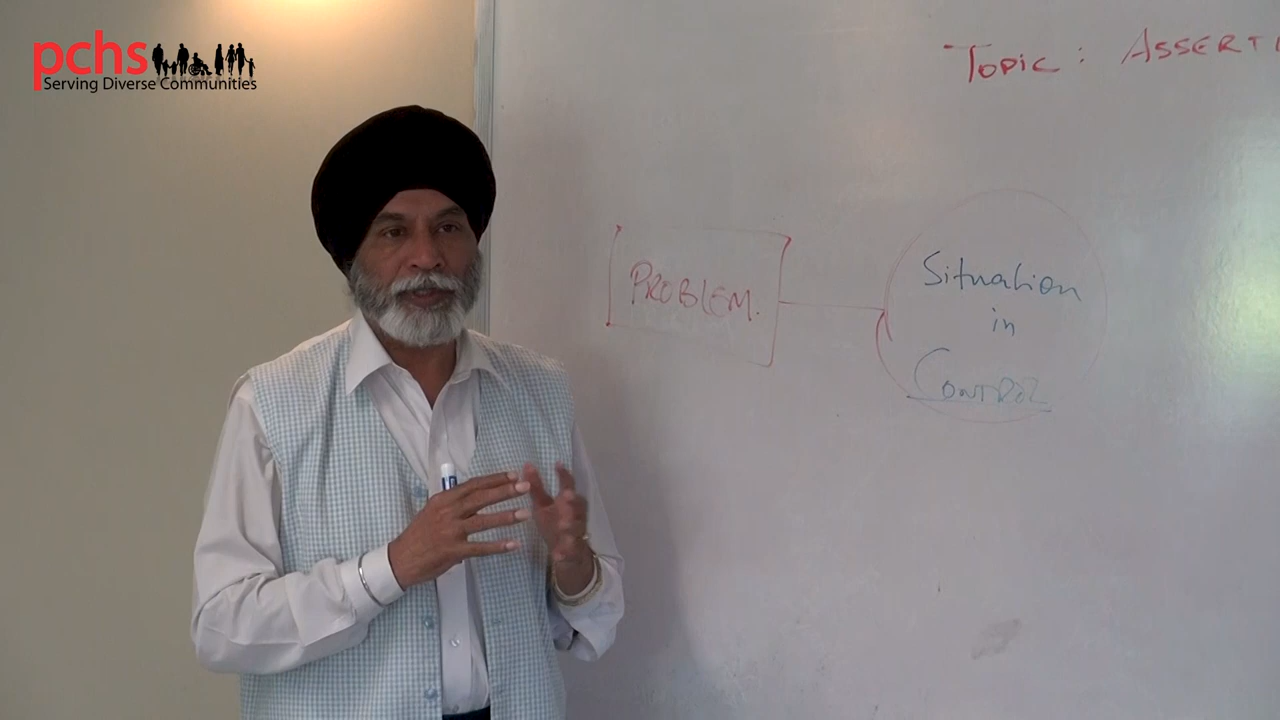 pchs
Serving Diverse Communities
TOPIC: ASSERT
PROBLEM.
Situation
in
CONTROL